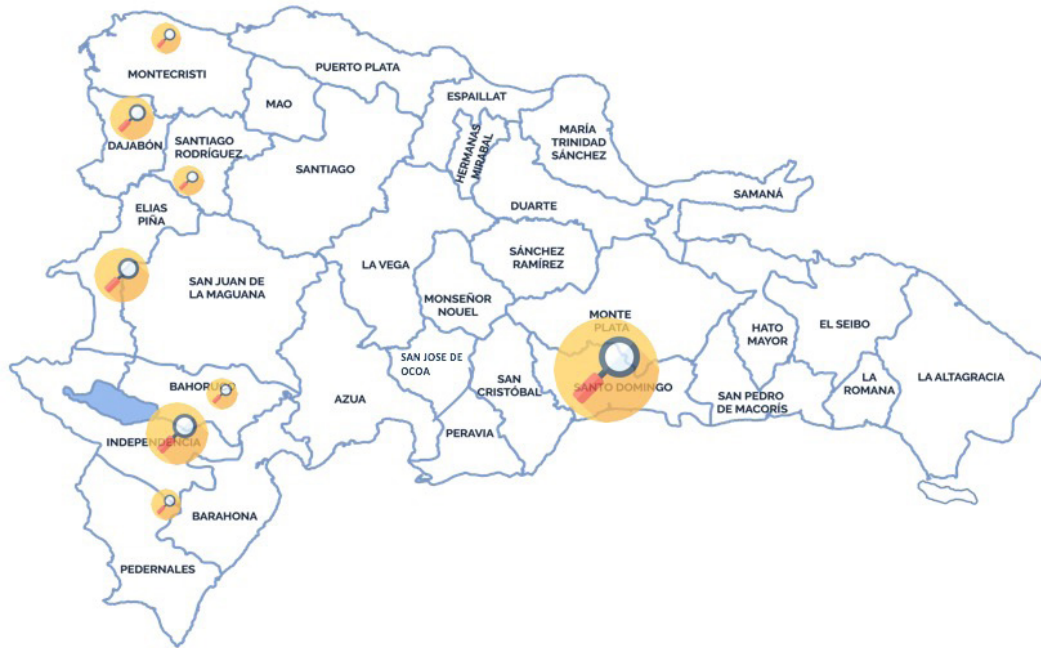 MONTECRISTI
PUERTO PLATA
MAO
ESPAILLAT
DAJABÓN
SANTIAGO
RODRÍGUEZ
SANTIAGO
HERMANAS
MIRABAL
MARÍA
TRINIDAD
SÁNCHEZ
SAMANÁ
ELIAS
PIÑA
DUARTE
SAN JUAN DE
LA MAGUANA
LA VEGA
SÁNCHEZ
RAMÍREZ
MONSEÑOR
NOUEL
MONTE
PLATA
HATO
MAYOR
EL SEIBO
SAN JOSE DE
OCOA
SAN
CRISTÓBAL
SANTO DOMINGO
SAN PEDRO
DE MACORÍS
LA
ROMANA
LA ALTAGRACIA
BAHORUCO
AZUA
PERAVIA
INDEPENDENCIA
BARAHONA
PEDERNALES